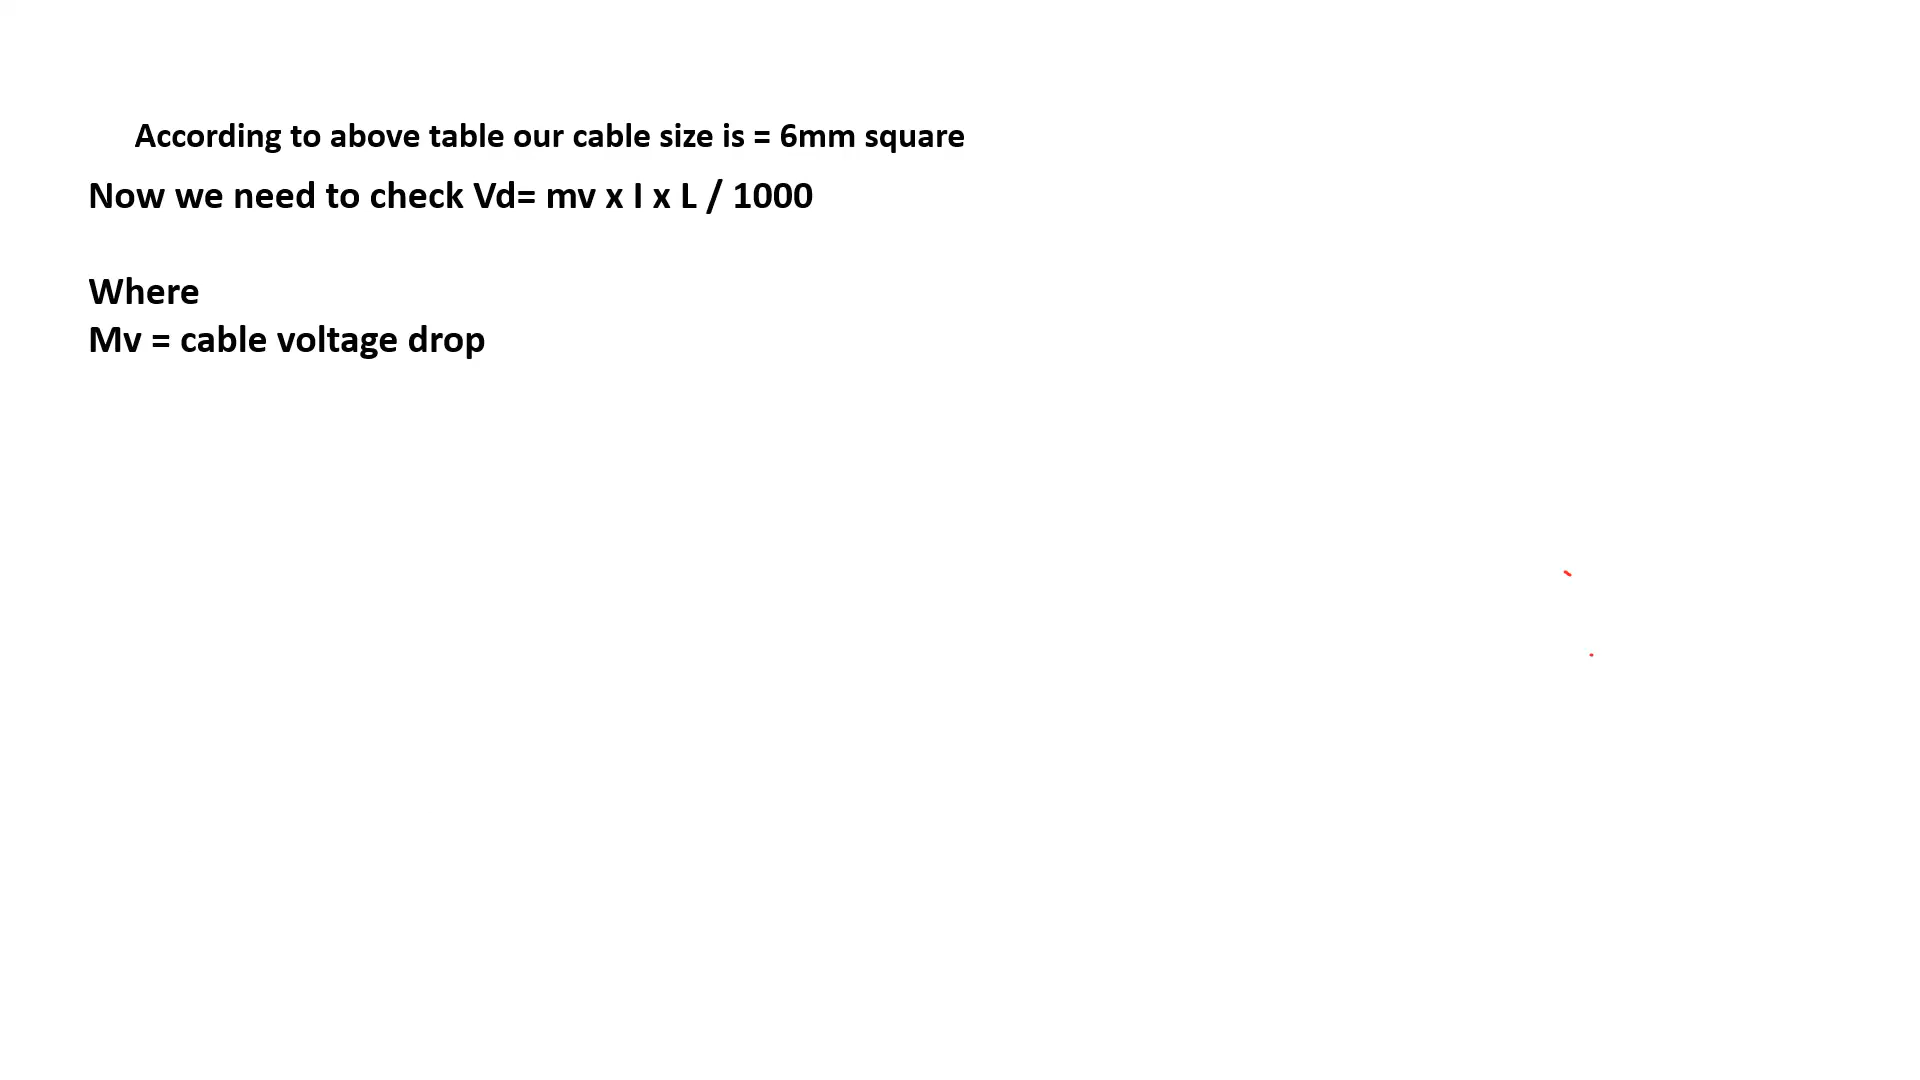 According to above table our cable size is = 6mm square
Now we need to check Vd= mv x I x L / 1000
Where
Mv = cable voltage drop